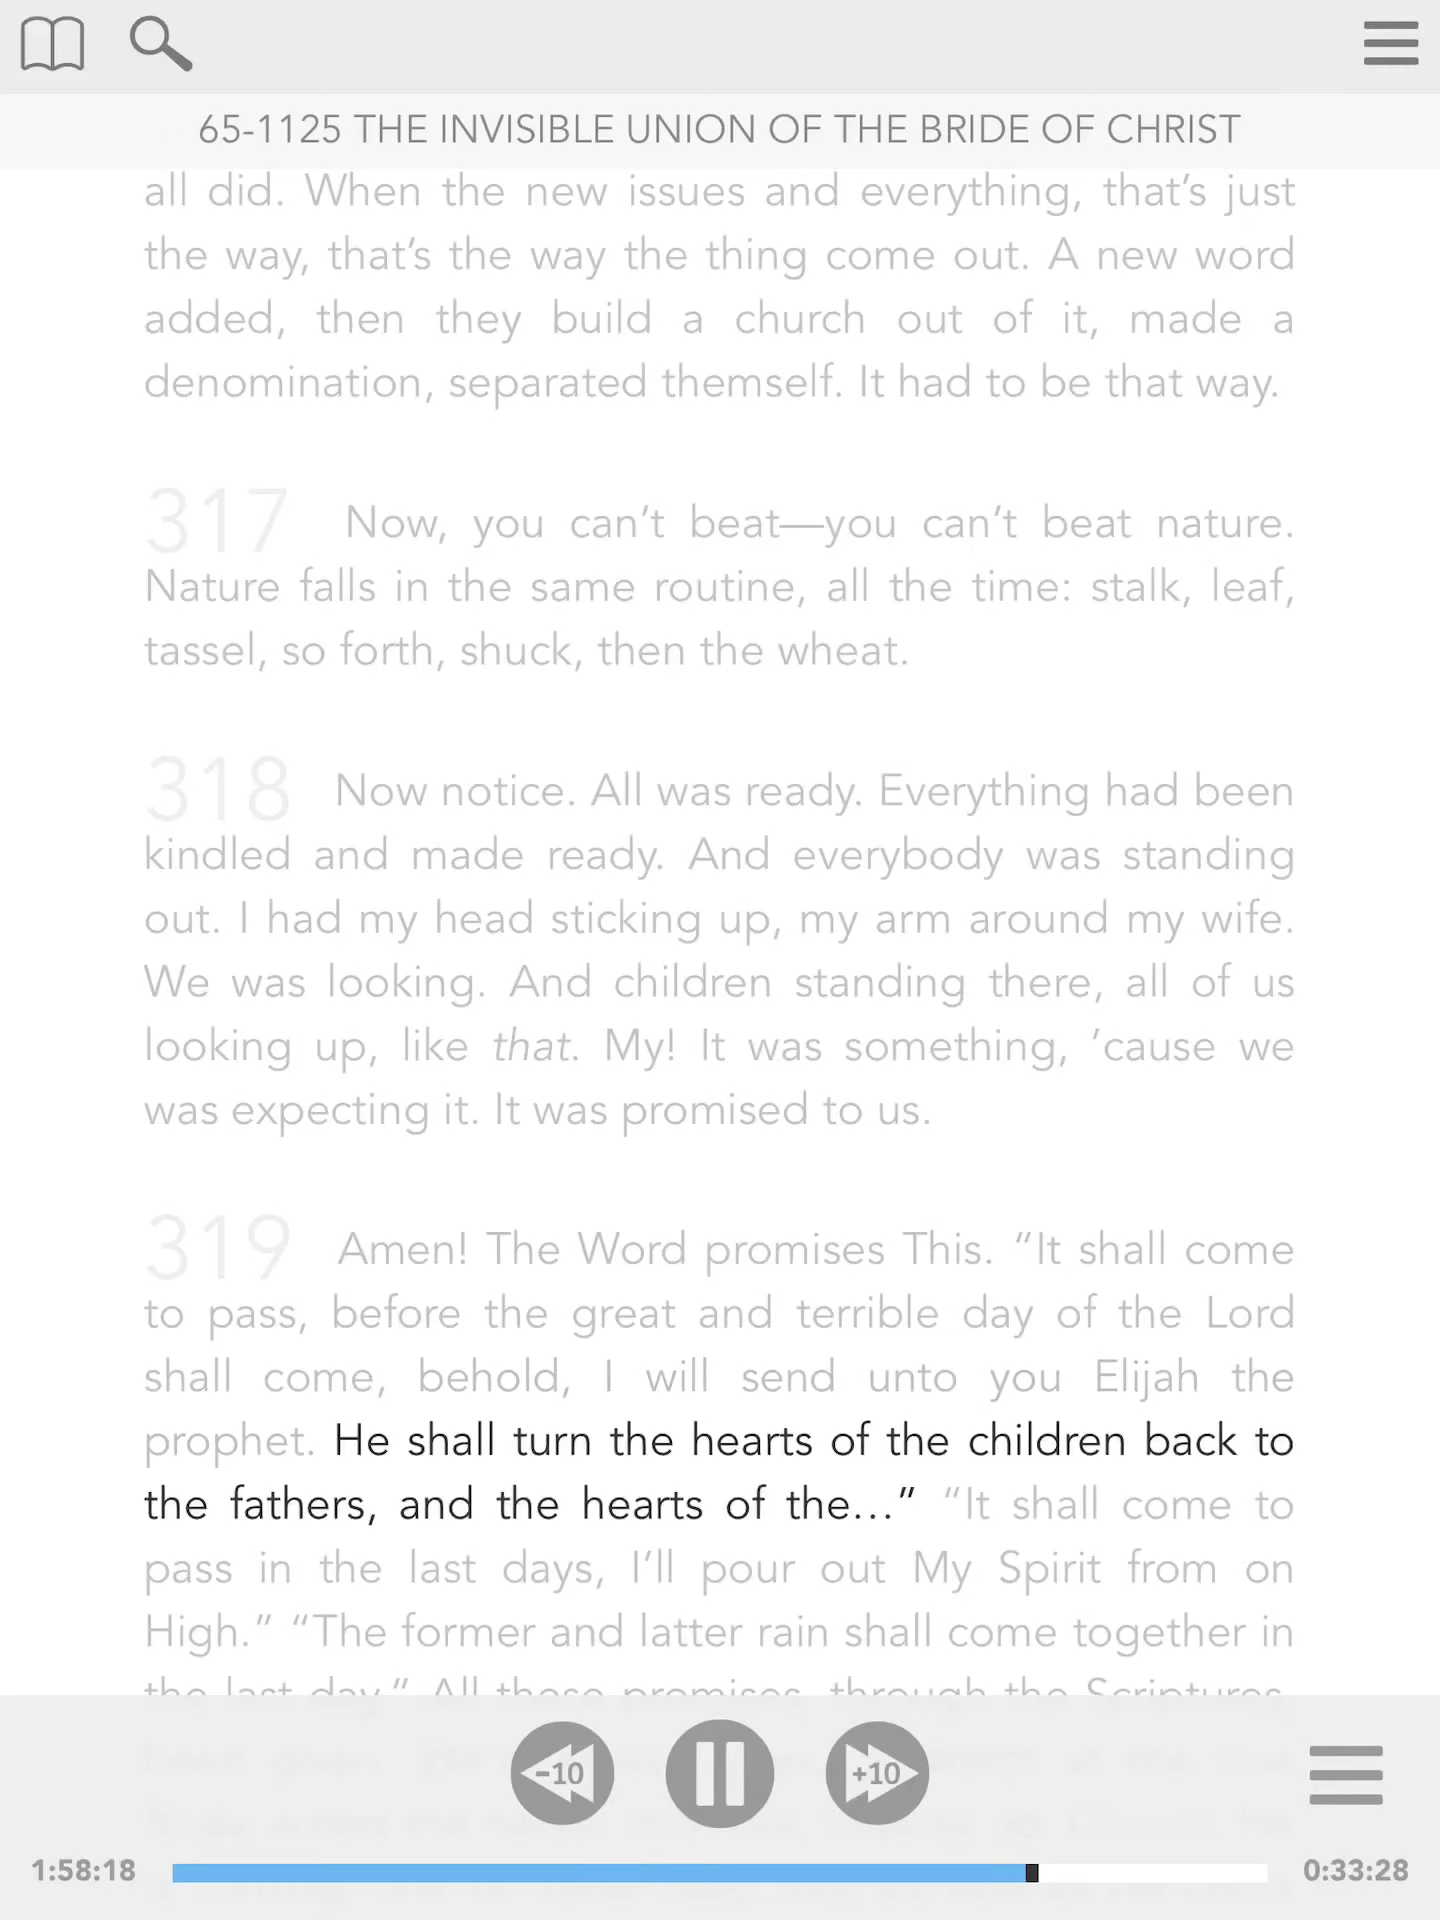 65-1125 THE INVISIBLE UNION OF THE BRIDE OF CHRIST
all did. When the new issues and everything, that’s just
the way, that’s the way the thing come out. A new word
added, then they build a church out of it, made a
denomination, separated themself. It had to be that way.
317 Now, you can’t beat—you can’t beat nature.
Nature falls in the same routine, all the time: stalk, leaf,
tassel, so forth, shuck, then the wheat.
318 Now notice. All was ready. Everything had been
kindled and made ready. And everybody was standing
out. I had my head sticking up, my arm around my wife.
We was looking. And children standing there, all of us
looking up, like that. My! It was something, ’cause we
was expecting it. It was promised to us.
319 Amen! The Word promises This. “It shall come
to pass, before the great and terrible day of the Lord
shall come, behold, I will send unto you Elijah the
prophet. He shall turn the hearts of the children back to
the fathers, and the hearts of the…” “It shall come to
pass in the last days, I’ll pour out My Spirit from on
High.” “The former and latter rain shall come together in
the last day.” All these promises, through the Scriptures,
-10 +10
1:58:18 0:33:28